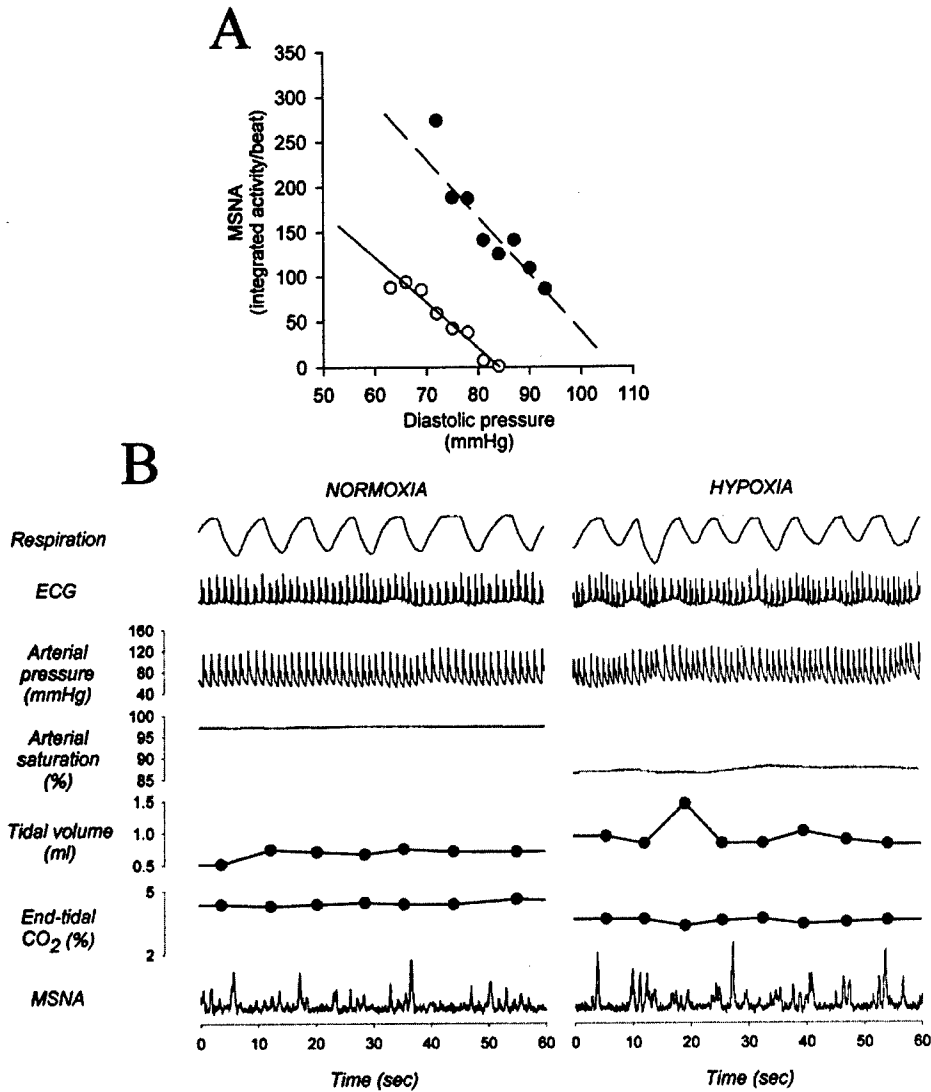 A
350
300
250
200
150
100
50
0
MSNA
(integrated activity/beat)
50 60 70 80 90 100 110
Diastolic pressure
(mmHg)
B
NORMOXIA HYPOXIA
Respiration
ECG
Arterial
pressure
(mmHg)
160
120
80
40
Arterial
saturation
(%)
100
95
90
85
Tidal volume
(ml)
1.5
1.0
0.5
End-tidal
CO2 (%)
5
2
MSNA
0 10 20 30 40 50 60 0 10 20 30 40 50 60
Time (sec) Time (sec)